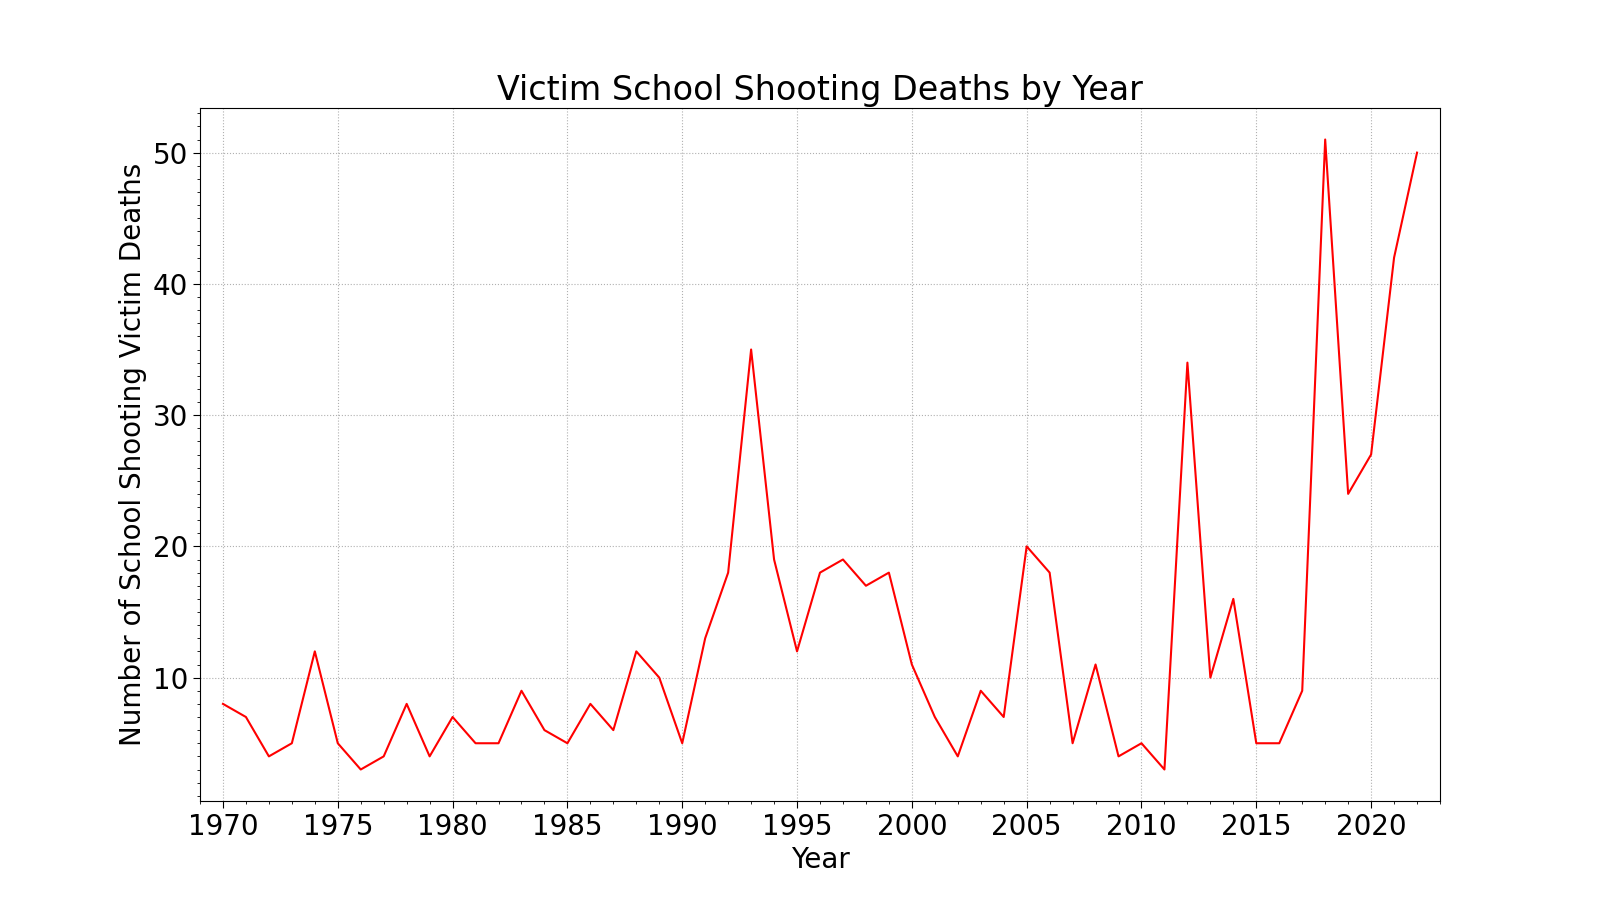 Victim School Shooting Deaths by Year
Number of School Shooting Victim Deaths
50
40
30
20
10
1970 1975 1980 1985 1990 1995 2000 2005 2010 2015 2020
Year